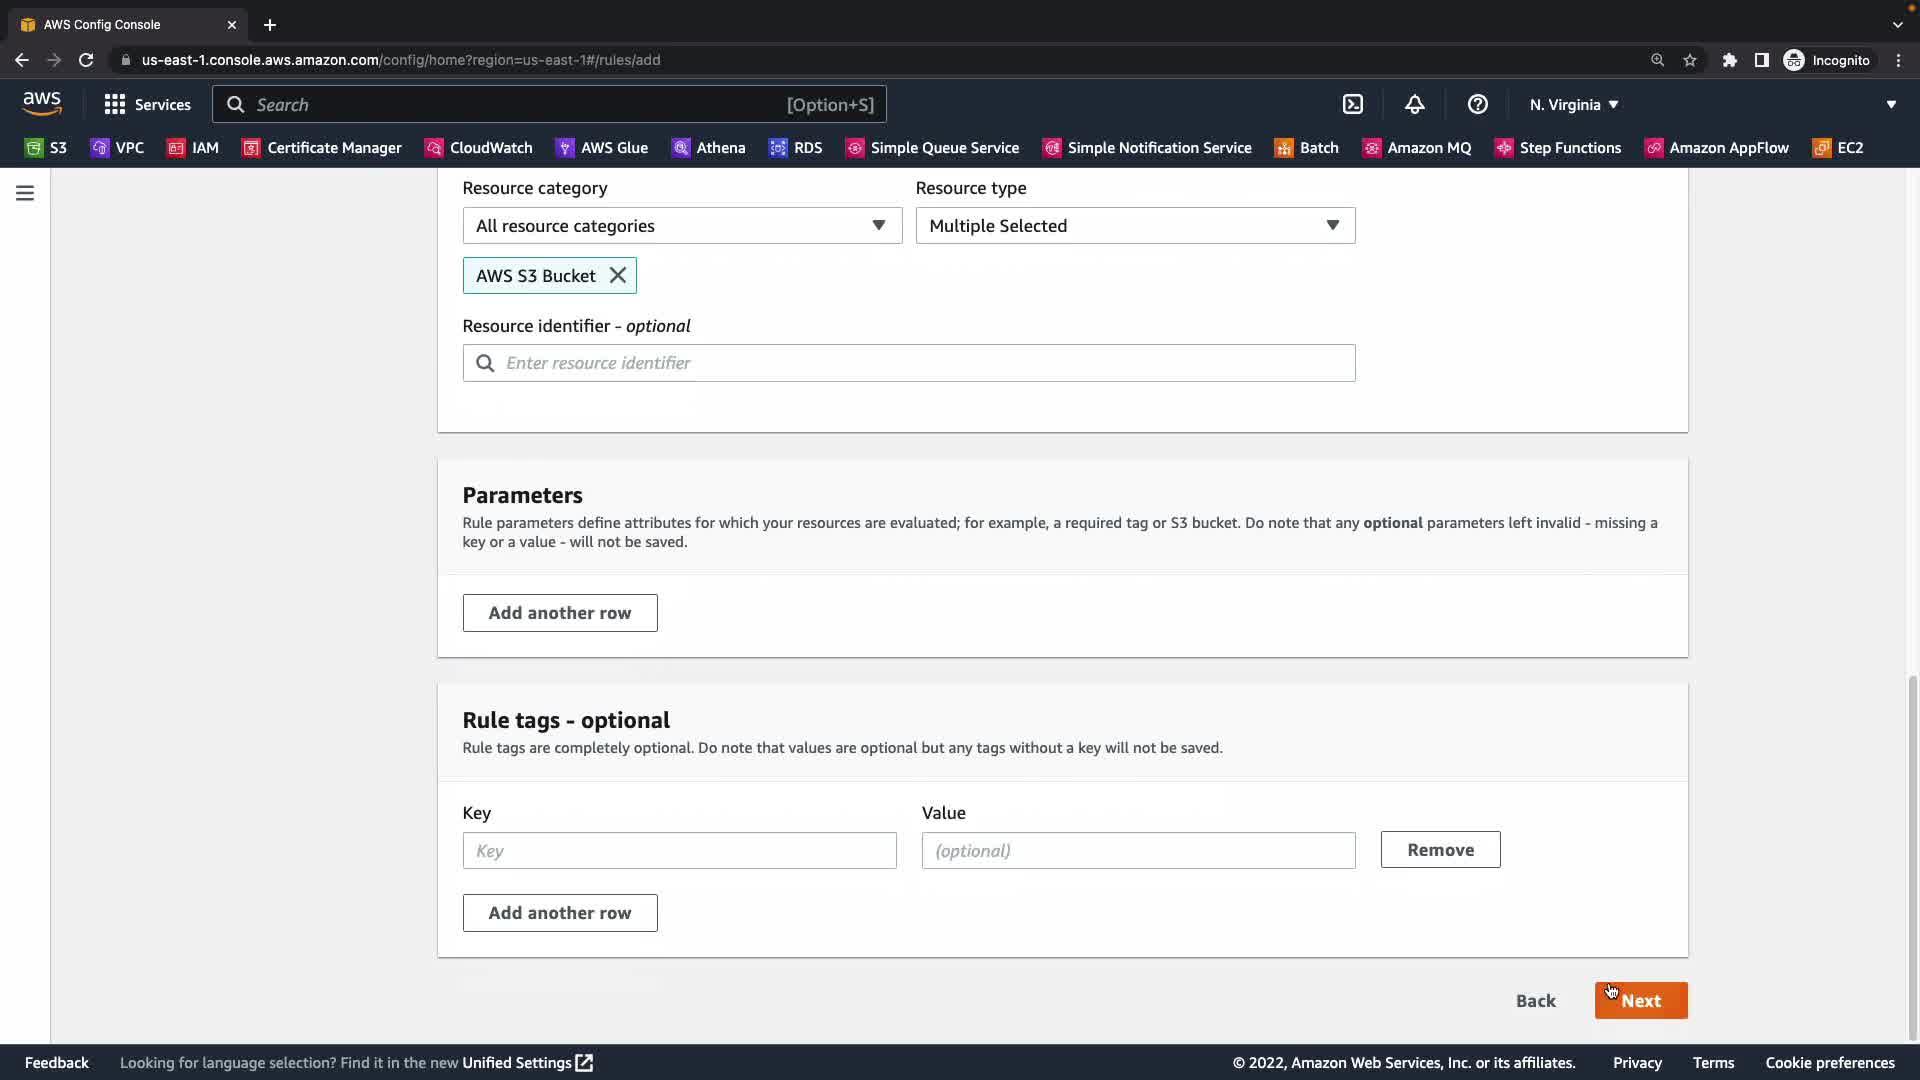 AWS Config Console
us-east-1.console.aws.amazon.com/config/home?region=us-east-1#/rules/add
Incognito
aws
Services
Search
[Option+S]
N. Virginia
S3
VPC
IAM
Certificate Manager
CloudWatch
AWS Glue
Athena
RDS
Simple Queue Service
Simple Notification Service
Batch
Amazon MQ
Step Functions
Amazon AppFlow
EC2
Resource category
Resource type
All resource categories
Multiple Selected
AWS S3 Bucket
Resource identifier - optional
Enter resource identifier
Parameters
Rule parameters define attributes for which your resources are evaluated; for example, a required tag or S3 bucket. Do note that any optional parameters left invalid - missing a
key or a value - will not be saved.
Add another row
Rule tags - optional
Rule tags are completely optional. Do note that values are optional but any tags without a key will not be saved.
Key
Value
Key
(optional)
Remove
Add another row
Back
Next
Feedback
Looking for language selection? Find it in the new Unified Settings
© 2022, Amazon Web Services, Inc. or its affiliates.
Privacy
Terms
Cookie preferences